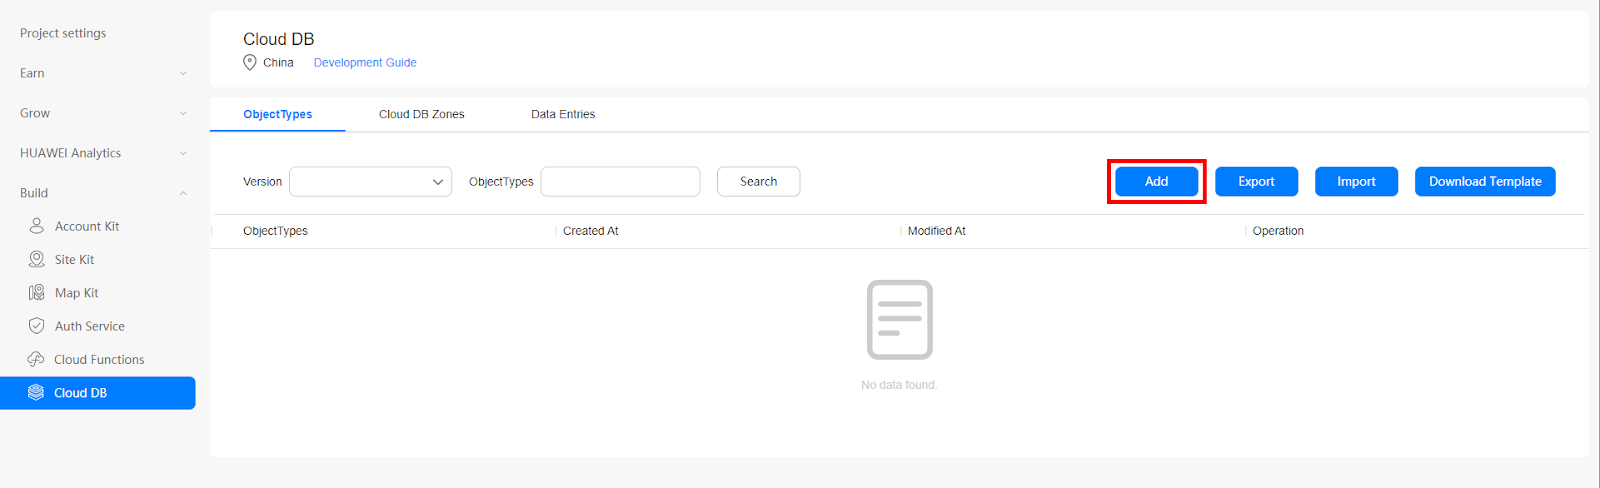 Project settings
Earn
Grow
HUAWEI Analytics
Build
Account Kit
Site Kit
Map Kit
Auth Service
Cloud Functions
Cloud DB
Cloud DB
China Development Guide
ObjectTypes Cloud DB Zones Data Entries
Version ObjectTypes Search Add Export Import Download Template
ObjectTypes Created At Modified At Operation
No data found.